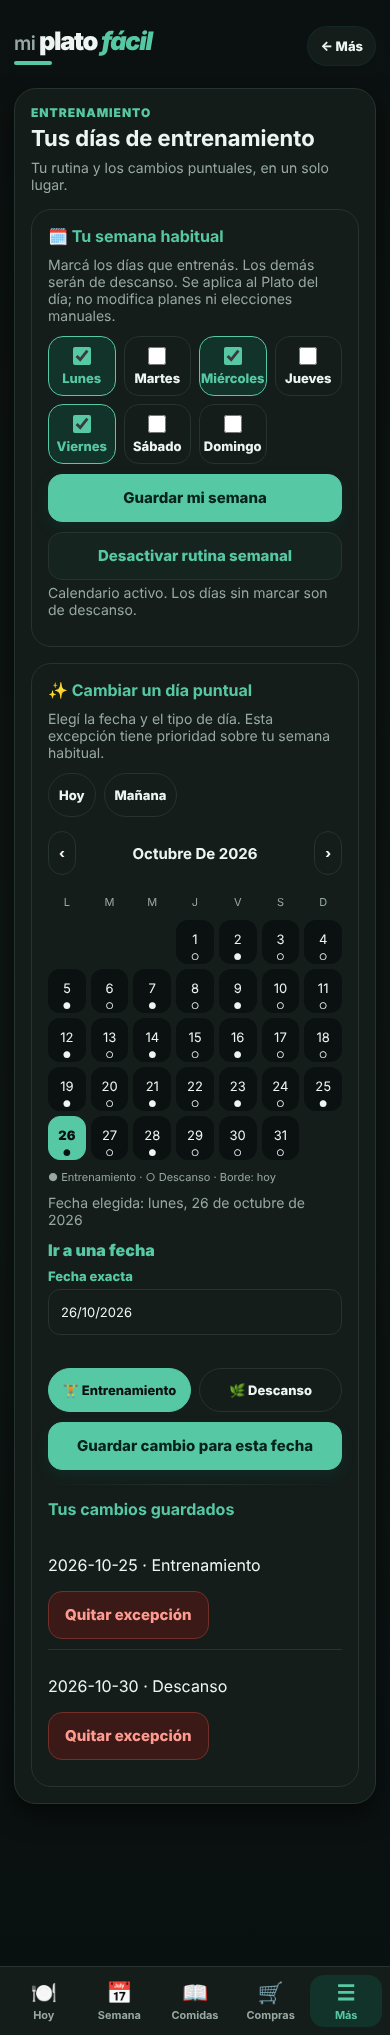 mi plato fácil
← Más
ENTRENAMIENTO
Tus días de entrenamiento
Tu rutina y los cambios puntuales, en un solo
lugar.
🗓️ Tu semana habitual
Marcá los días que entrenás. Los demás
serán de descanso. Se aplica al Plato del
día; no modifica planes ni elecciones
manuales.
Lunes Martes Miércoles Jueves
Viernes Sábado Domingo
Guardar mi semana
Desactivar rutina semanal
Calendario activo. Los días sin marcar son
de descanso.
✨ Cambiar un día puntual
Elegí la fecha y el tipo de día. Esta
excepción tiene prioridad sobre tu semana
habitual.
Hoy Mañana
‹ Octubre De 2026 ›
L M M J V S D
1 2 3 4
5 6 7 8 9 10 11
12 13 14 15 16 17 18
19 20 21 22 23 24 25
26 27 28 29 30 31
● Entrenamiento · ○ Descanso · Borde: hoy
Fecha elegida: lunes, 26 de octubre de
2026
Ir a una fecha
Fecha exacta
26/10/2026
🏋️ Entrenamiento 🌿 Descanso
Guardar cambio para esta fecha
Tus cambios guardados
2026-10-25 · Entrenamiento
Quitar excepción
2026-10-30 · Descanso
Quitar excepción
Hoy Semana Comidas Compras Más